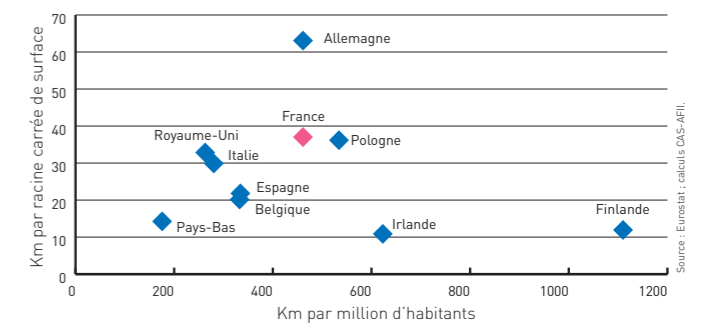 70
60
50
40
30
20
10
0
Km par racine carrée de surface
Allemagne
France
Royaume-Uni
Pologne
Italie
Espagne
Belgique
Pays-Bas
Irlande
Finlande
0 200 400 600 800 1000 1200
Km par million d’habitants
Source : Eurostat ; calculs CAS-AFII.